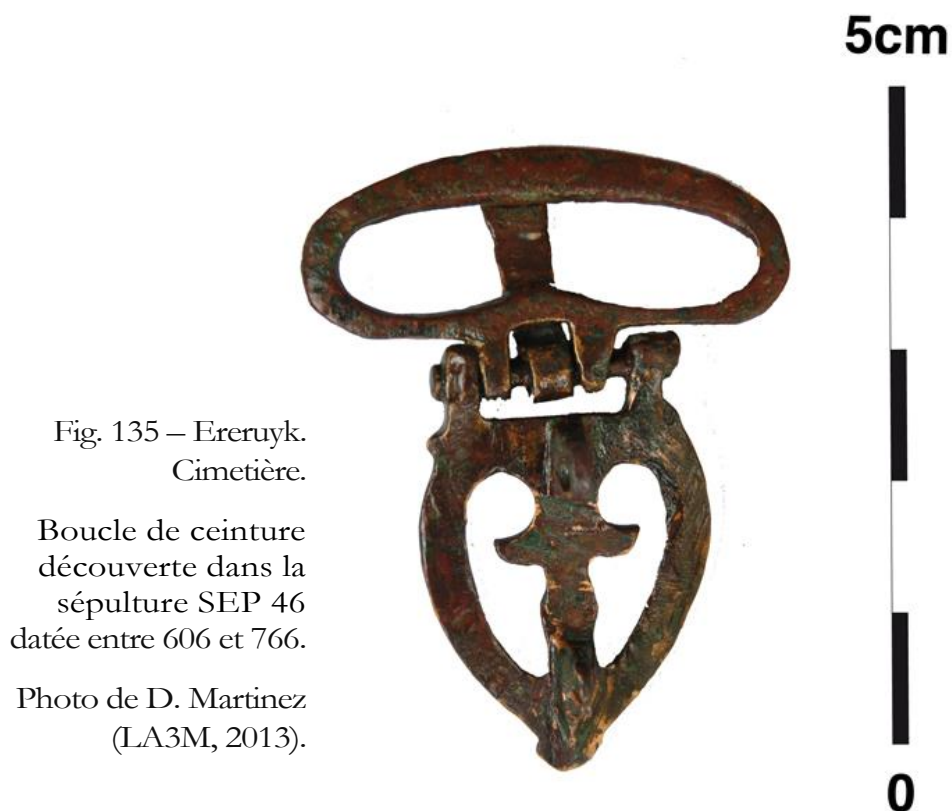 5cm
Fig. 135 – Ereruyk.
Cimetière.
Boucle de ceinture
découverte dans la
sépulture SEP 46
datée entre 606 et 766.
Photo de D. Martinez
(LA3M, 2013).
0